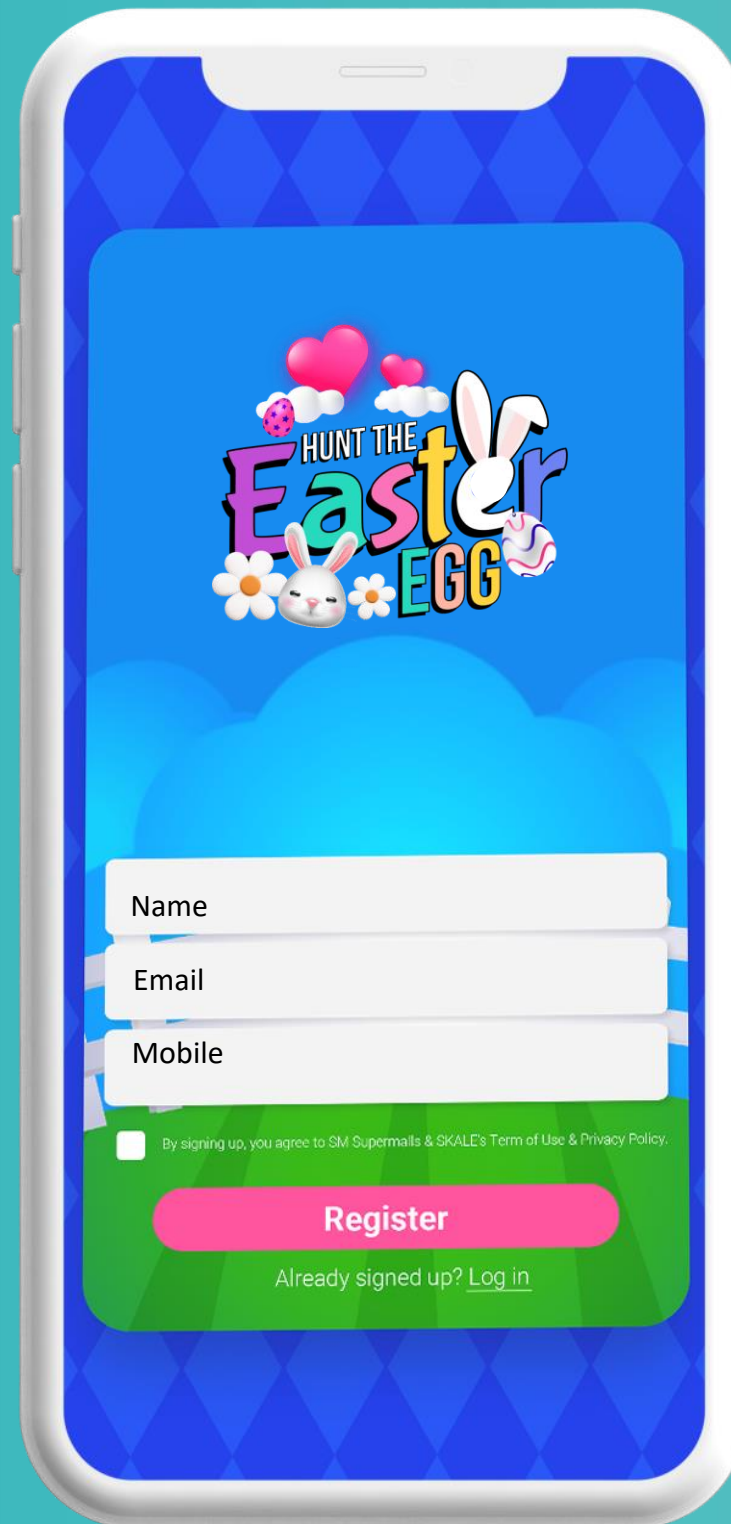 HUNT THE
Easter
EGG
Name
Email
Mobile
By signing up, you agree to SM Supermalls & SKALE's Term of Use & Privacy Policy.
Register
Already signed up? Log in